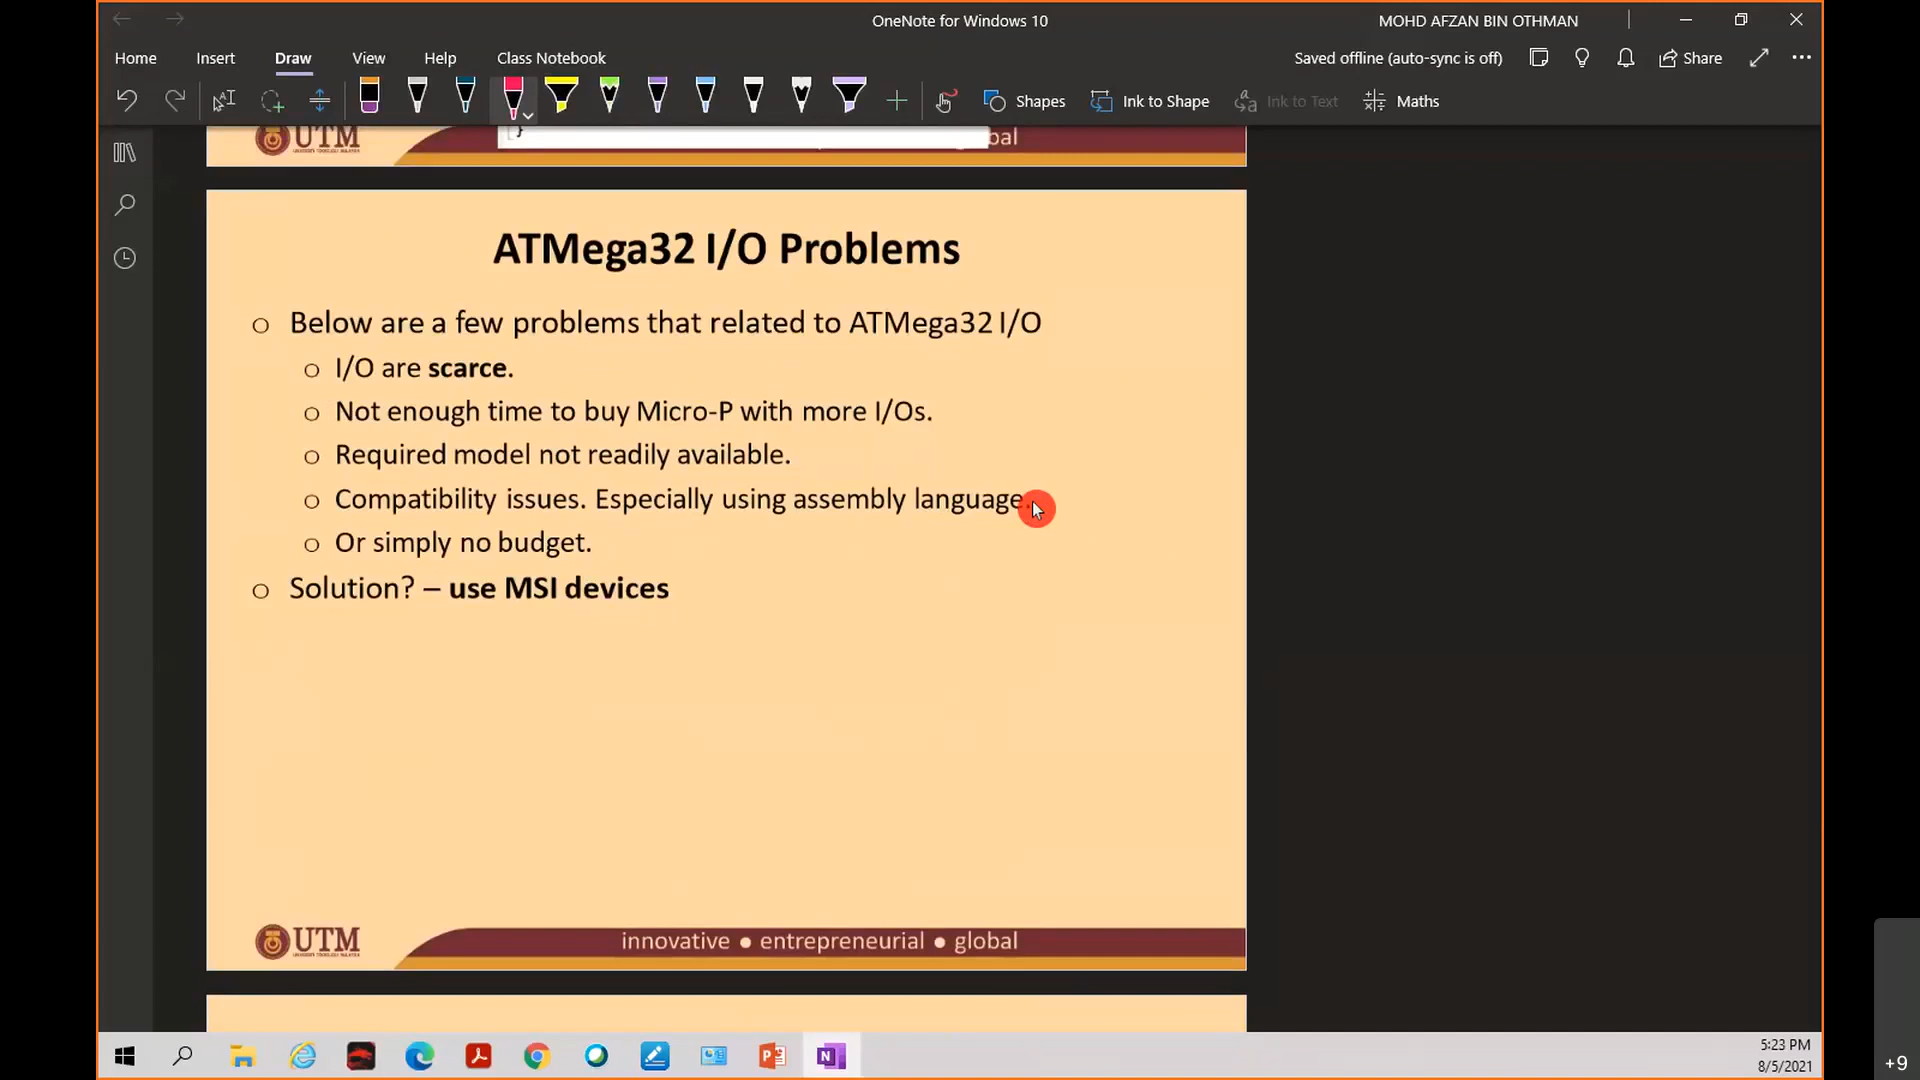 OneNote for Windows 10
MOHD AFZAN BIN OTHMAN
Home Insert Draw View Help Class Notebook
Saved offline (auto-sync is off) Share
Shapes Ink to Shape Ink to Text Maths
UTM
}
bal
ATMega32 I/O Problems
Below are a few problems that related to ATMega32 I/O
I/O are scarce.
Not enough time to buy Micro-P with more I/Os.
Required model not readily available.
Compatibility issues. Especially using assembly language.
Or simply no budget.
Solution? – use MSI devices
UTM
innovative ● entrepreneurial ● global
5:23 PM
8/5/2021
+9